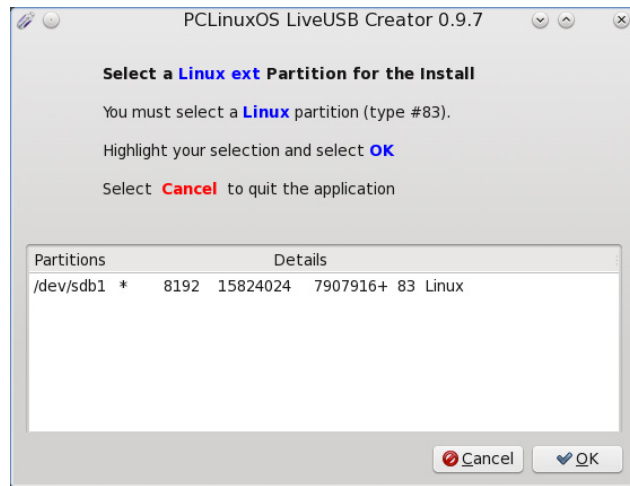 PCLinuxOS LiveUSB Creator 0.9.7
Select a Linux ext Partition for the Install
You must select a Linux partition (type #83).
Highlight your selection and select OK
Select Cancel to quit the application
Partitions Details
/dev/sdb1 * 8192 15824024 7907916+ 83 Linux
Cancel OK